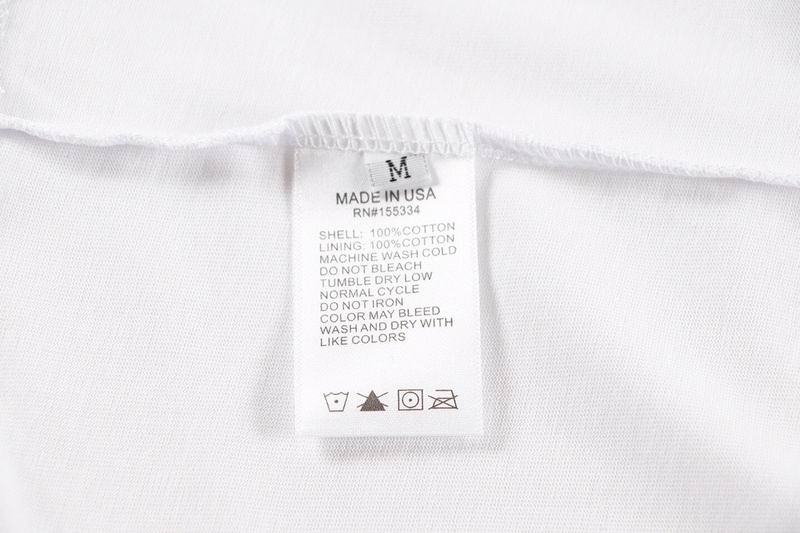 M
MADE IN USA
RN#155334
SHELL: 100%COTTON
LINING: 100%COTTON
MACHINE WASH COLD
DO NOT BLEACH
TUMBLE DRY LOW
NORMAL CYCLE
DO NOT IRON
COLOR MAY BLEED
WASH AND DRY WITH
LIKE COLORS